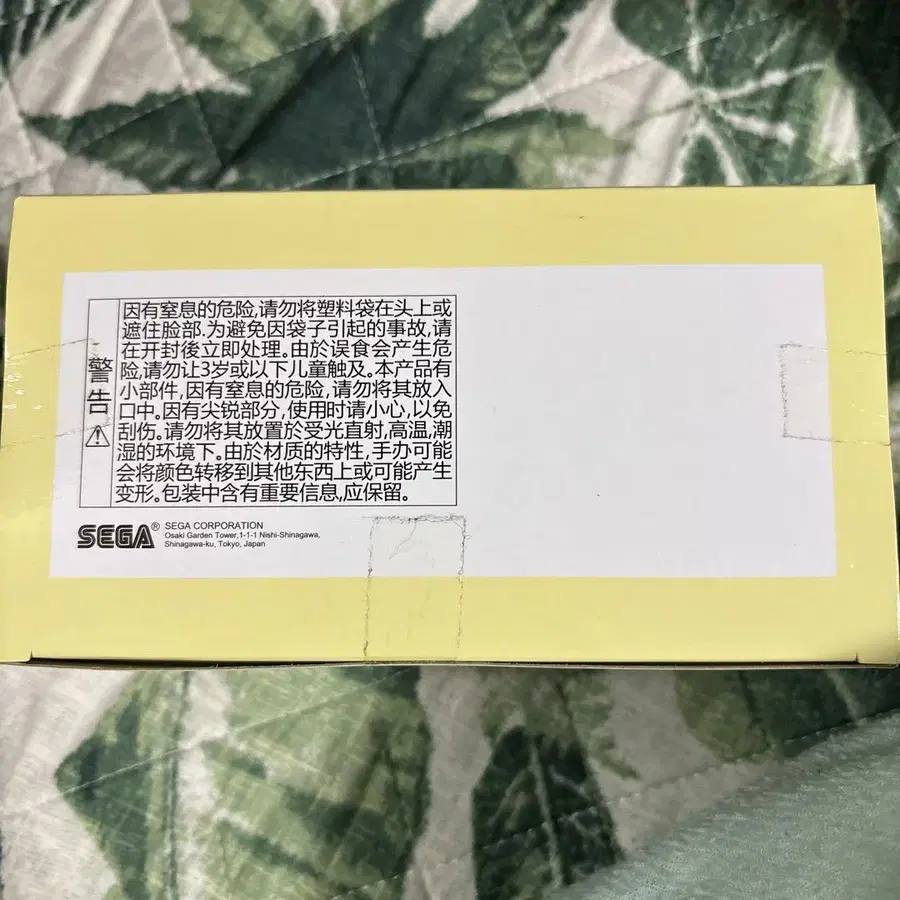 警告
因有窒息的危险,请勿将塑料袋在头上或
遮住脸部.为避免因袋子引起的事故,请
在开封後立即处理。由於误食会产生危
险,请勿让3岁或以下儿童触及。本产品有
小部件,因有窒息的危险,请勿将其放入
口中。因有尖锐部分,使用时请小心,以免
刮伤。请勿将其放置於受光直射,高温,潮
湿的环境下。由於材质的特性,手办可能
会将颜色转移到其他东西上或可能产生
变形。包装中含有重要信息,应保留。
SEGA® SEGA CORPORATION
Osaki Garden Tower,1-1-1 Nishi-Shinagawa,
Shinagawa-ku, Tokyo, Japan